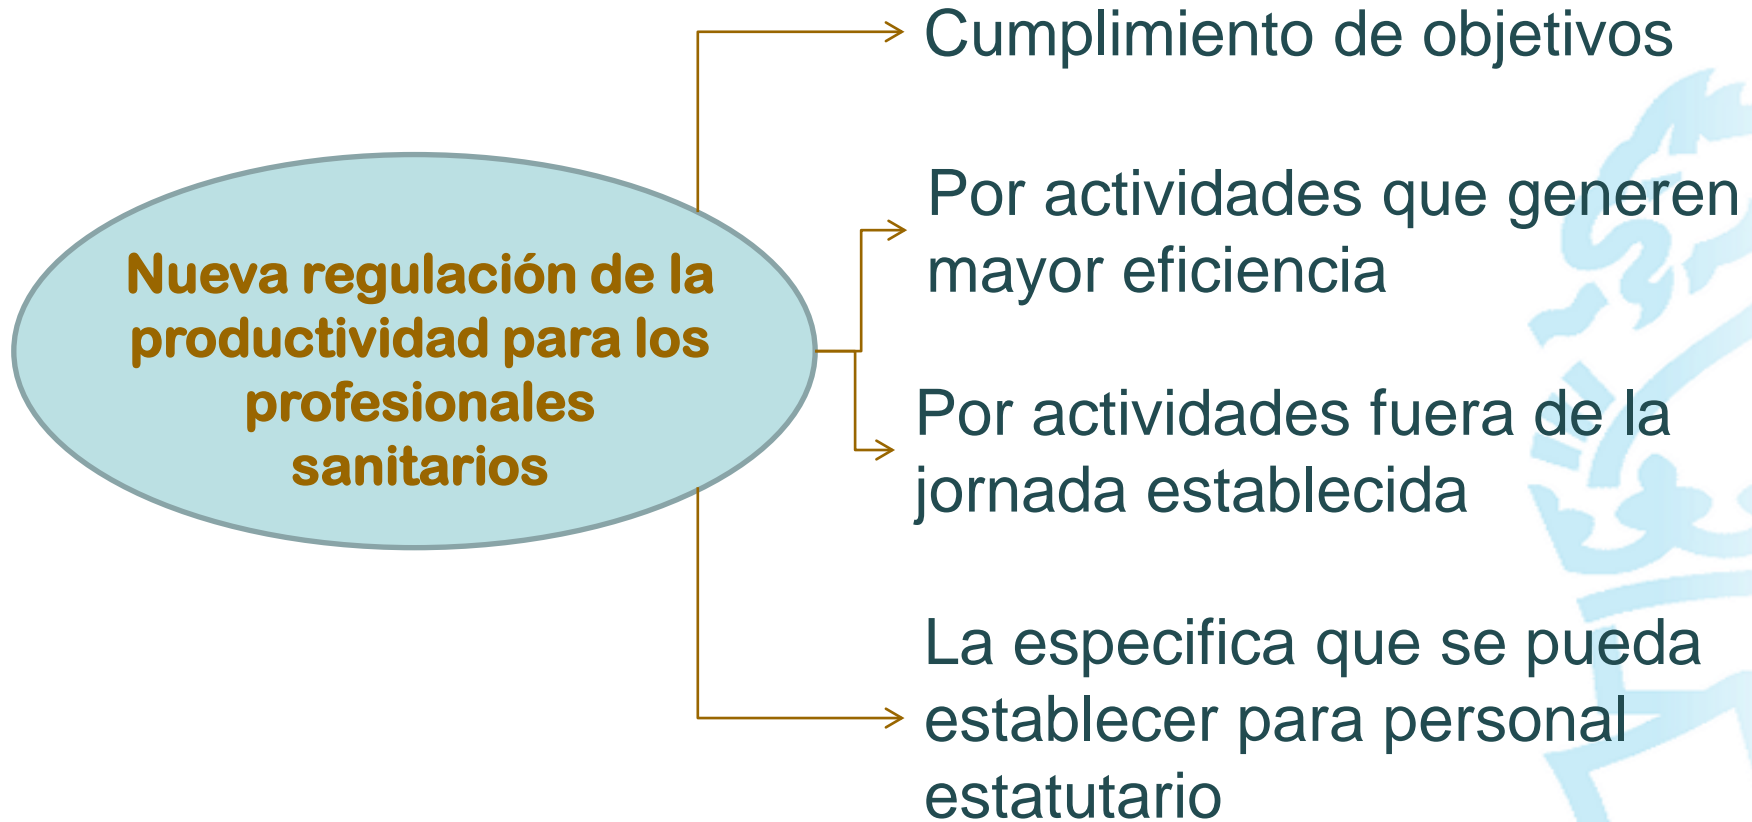 Nueva regulación de la
productividad para los
profesionales
sanitarios
Cumplimiento de objetivos
Por actividades que generen
mayor eficiencia
Por actividades fuera de la
jornada establecida
La especifica que se pueda
establecer para personal
estatutario